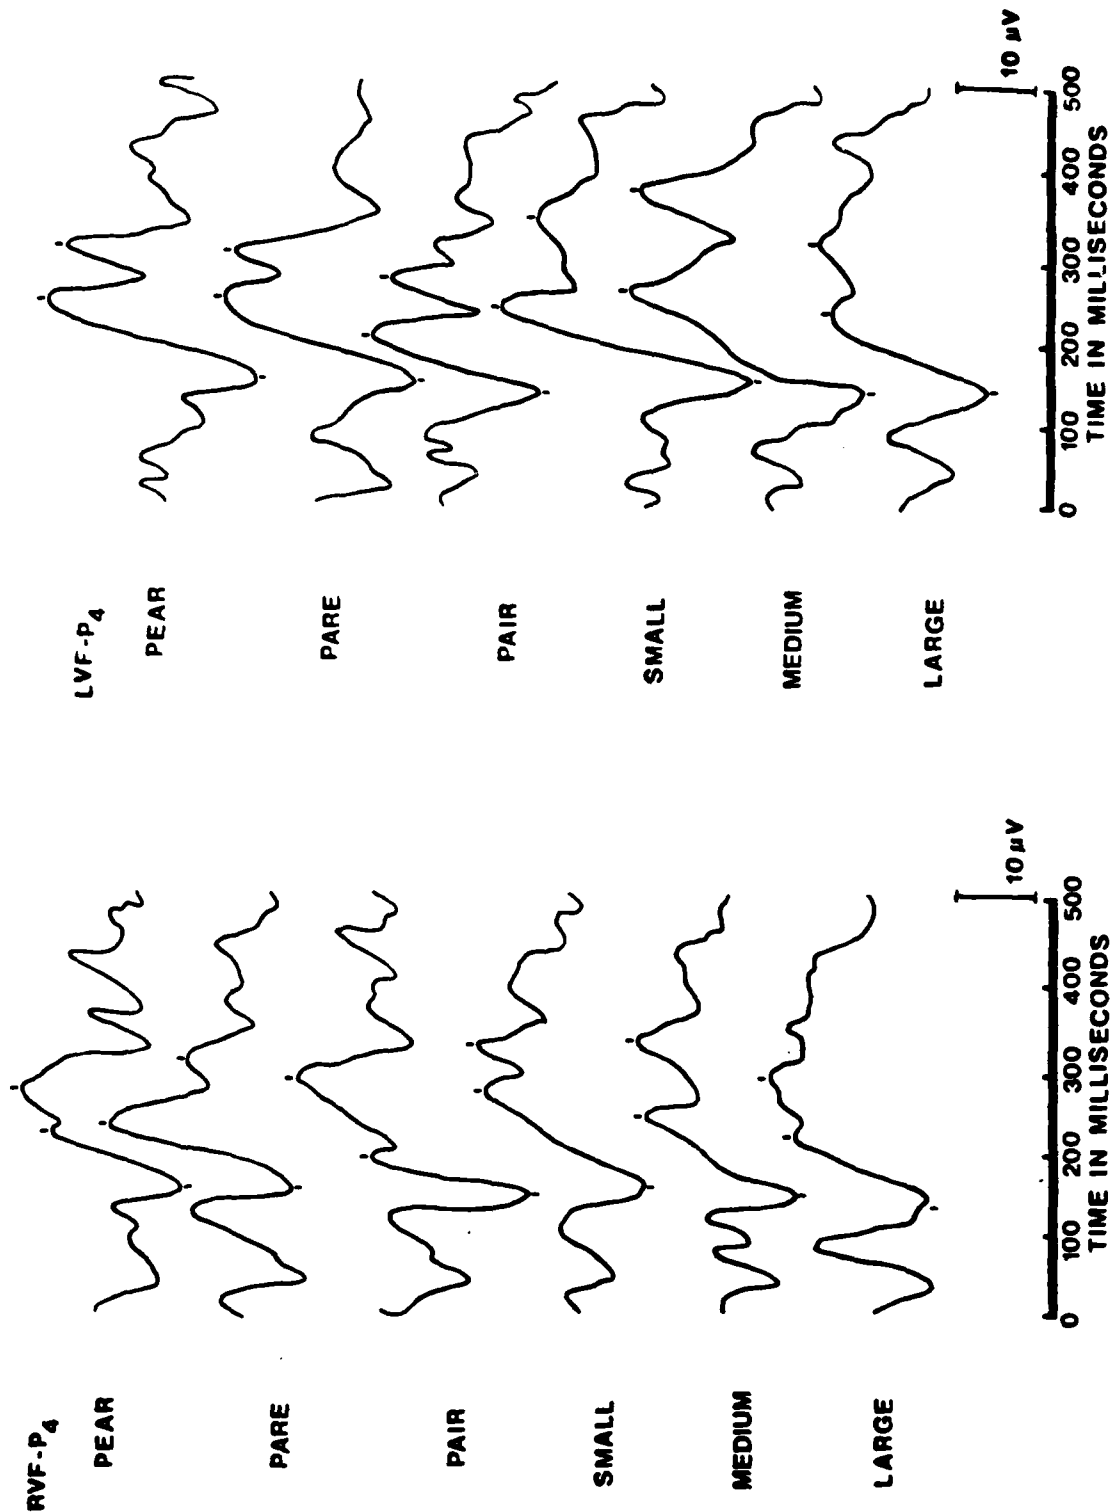 RVF-P4
PEAR
PARE
PAIR
SMALL
MEDIUM
LARGE
10 μV
0 100 200 300 400 500
TIME IN MILLISECONDS
LVF-P4
PEAR
PARE
PAIR
SMALL
MEDIUM
LARGE
10 μV
0 100 200 300 400 500
TIME IN MILLISECONDS